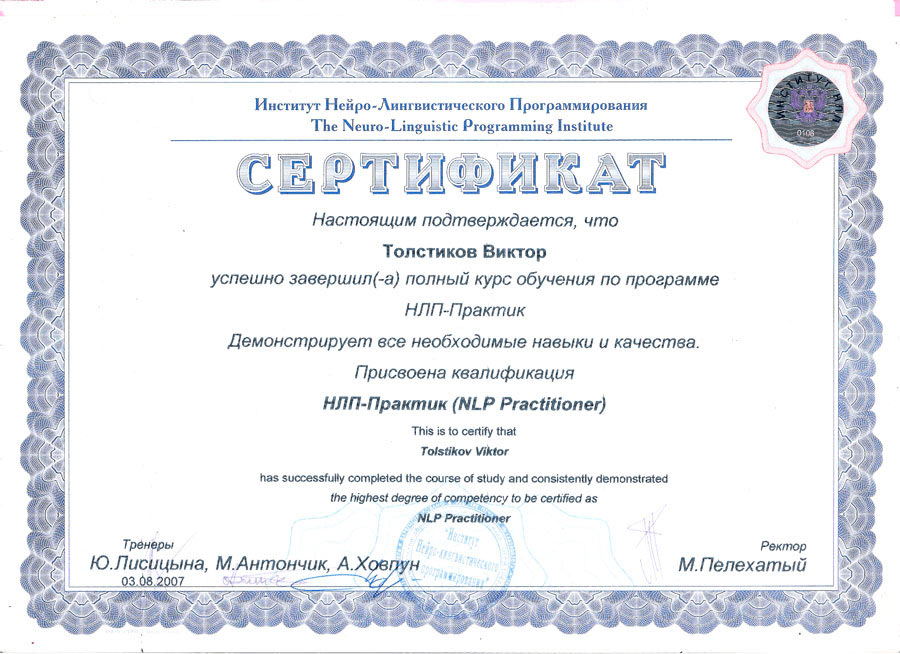 Институт Нейро-Лингвистического Программирования
The Neuro-Linguistic Programming Institute
ИНСТИТУТ НЛП
0108
СЕРТИФИКАТ
Настоящим подтверждается, что
Толстиков Виктор
успешно завершил(-а) полный курс обучения по программе
НЛП-Практик
Демонстрирует все необходимые навыки и качества.
Присвоена квалификация
НЛП-Практик (NLP Practitioner)
This is to certify that
Tolstikov Viktor
has successfully completed the course of study and consistently demonstrated
the highest degree of competency to be certified as
NLP Practitioner
Тренеры
Ю.Лисицына, М.Антончик, А.Ховпун
03.08.2007
"Институт
Нейро-лингвистического
программирования"
Ректор
М.Пелехатый